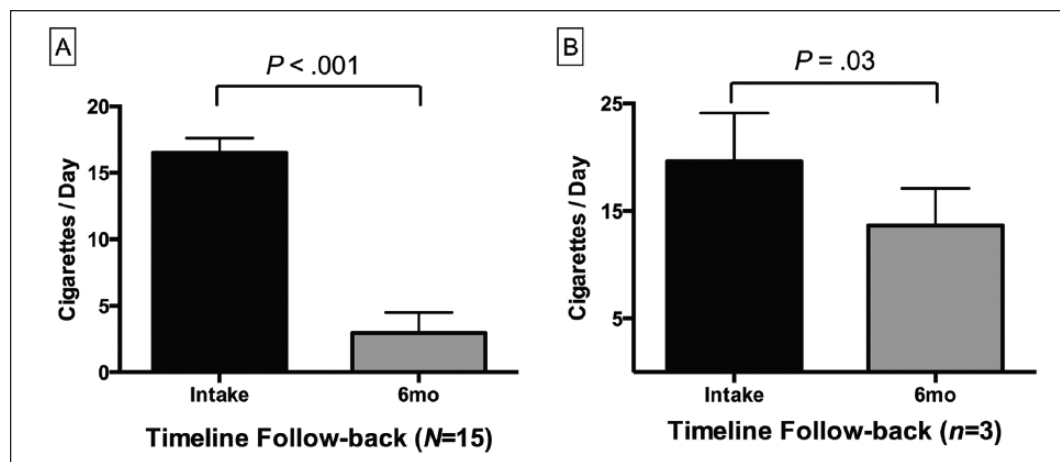 A
P < .001
Cigarettes / Day
20
15
10
5
0
Intake
6mo
Timeline Follow-back (N=15)
B
P = .03
Cigarettes / Day
25
15
5
Intake
6mo
Timeline Follow-back (n=3)